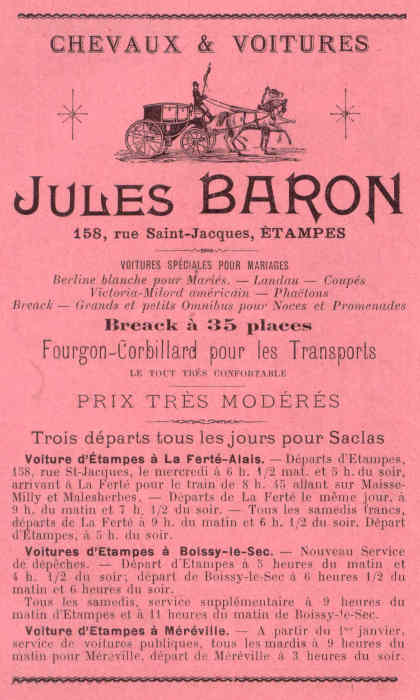 CHEVAUX & VOITURES
JULES BARON
158, rue Saint-Jacques, ÉTAMPES
VOITURES SPÉCIALES POUR MARIAGES
Berline blanche pour Mariés. — Landau — Coupés
Victoria-Milord américain — Phaëtons
Breack — Grands et petits Omnibus pour Noces et Promenades
Breack à 35 places
Fourgon-Corbillard pour les Transports
LE TOUT TRÈS CONFORTABLE
PRIX TRÈS MODÉRÉS
Trois départs tous les jours pour Saclas
Voiture d'Étampes à La Ferté-Alais. — Départs d'Etampes,
158, rue St-Jacques, le mercredi à 6 h. 1/2 mat. et 5 h. du soir,
arrivant à La Ferté pour le train de 8 h. 45 allant sur Maisse-
Milly et Malesherbes. — Départs de La Ferté le même jour, à
9 h. du matin et 7 h. 1/2 du soir. — Tous les samedis francs,
départs de La Ferté à 9 h. du matin et 6 h. 1/2 du soir. Départ
d'Étampes, à 5 h. du soir.
Voitures d'Etampes à Boissy-le-Sec. — Nouveau Service
de dépêches. — Départ d'Etampes à 5 heures du matin et
4 h. 1/2 du soir; départ de Boissy-le-Sec à 6 heures 1/2 du
matin et 6 heures du soir.
Tous les samedis, service supplémentaire à 9 heures du
matin d'Etampes et à 11 heures du matin de Boissy-le-Sec.
Voiture d'Etampes à Méréville. — A partir du 1er janvier,
service de voitures publiques, tous les mardis à 9 heures du
matin pour Méréville, départ de Méréville à 3 heures du soir.